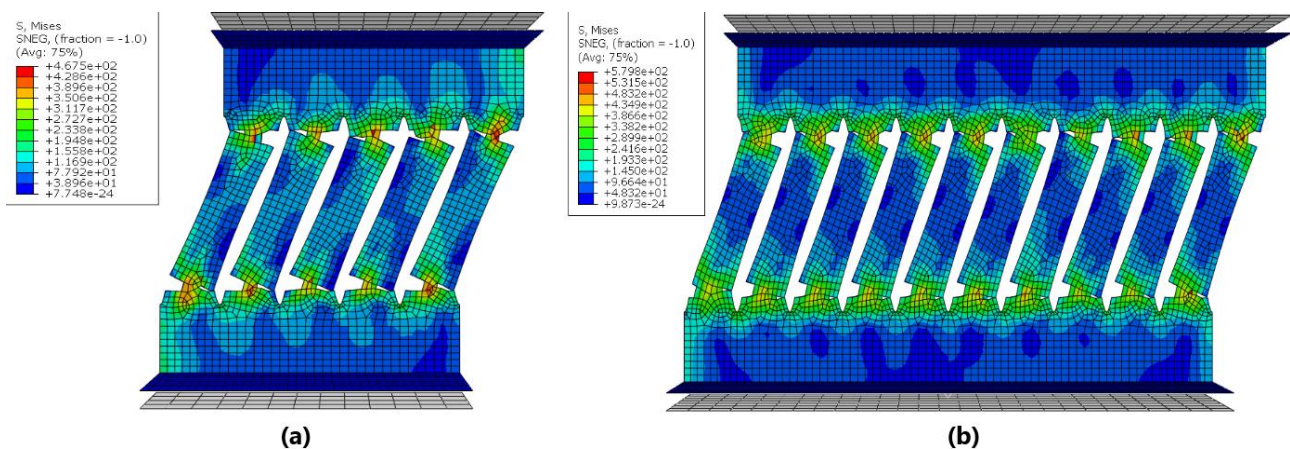 S, Mises
SNEG, (fraction = -1.0)
(Avg: 75%)
+4.675e+02
+4.286e+02
+3.896e+02
+3.506e+02
+3.117e+02
+2.727e+02
+2.338e+02
+1.948e+02
+1.558e+02
+1.169e+02
+7.792e+01
+3.896e+01
+7.748e-24
S, Mises
SNEG, (fraction = -1.0)
(Avg: 75%)
+5.798e+02
+5.315e+02
+4.832e+02
+4.349e+02
+3.866e+02
+3.382e+02
+2.899e+02
+2.416e+02
+1.933e+02
+1.450e+02
+9.664e+01
+4.832e+01
+9.873e-24
(a)
(b)